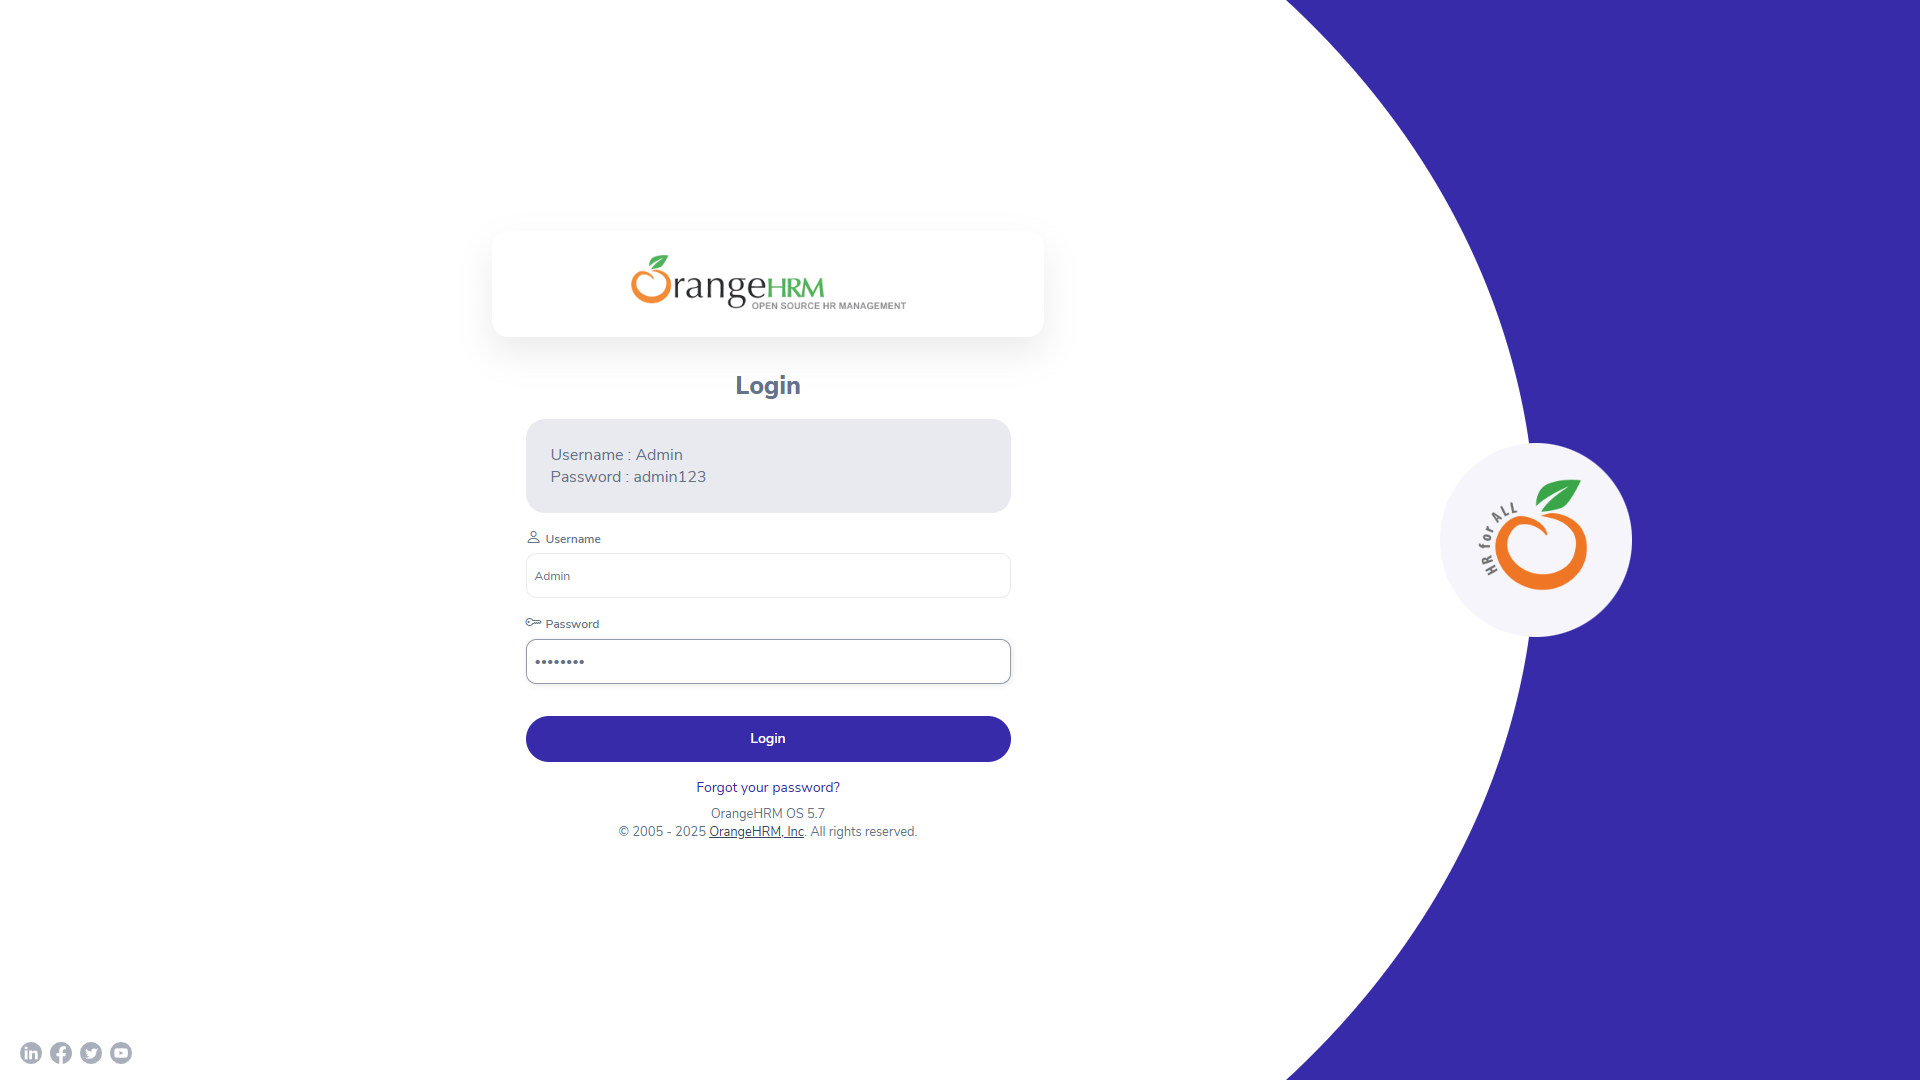 OrangeHRM
OPEN SOURCE HR MANAGEMENT
Login
Username : Admin
Password : admin123
Username
Admin
Password
••••••••
Login
Forgot your password?
OrangeHRM OS 5.7
© 2005 - 2025 OrangeHRM, Inc. All rights reserved.
HR for ALL